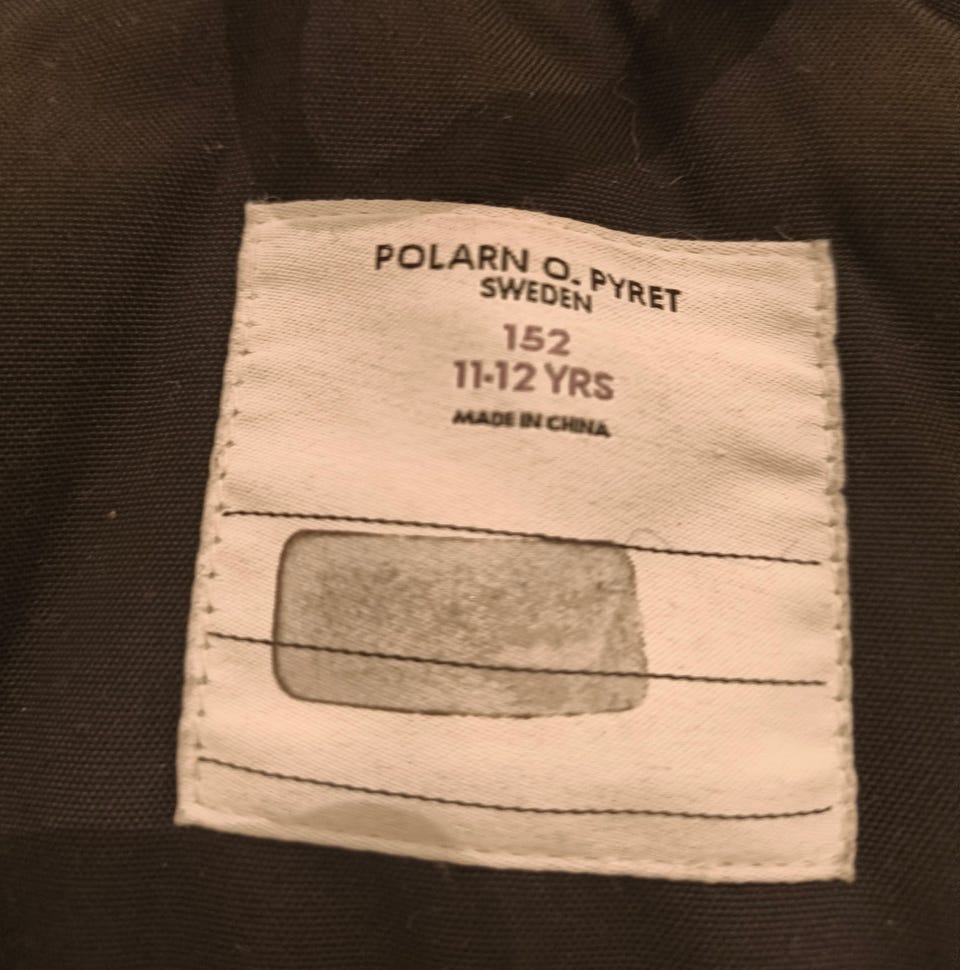 POLARN O. PYRET
SWEDEN
152
11-12 YRS
MADE IN CHINA